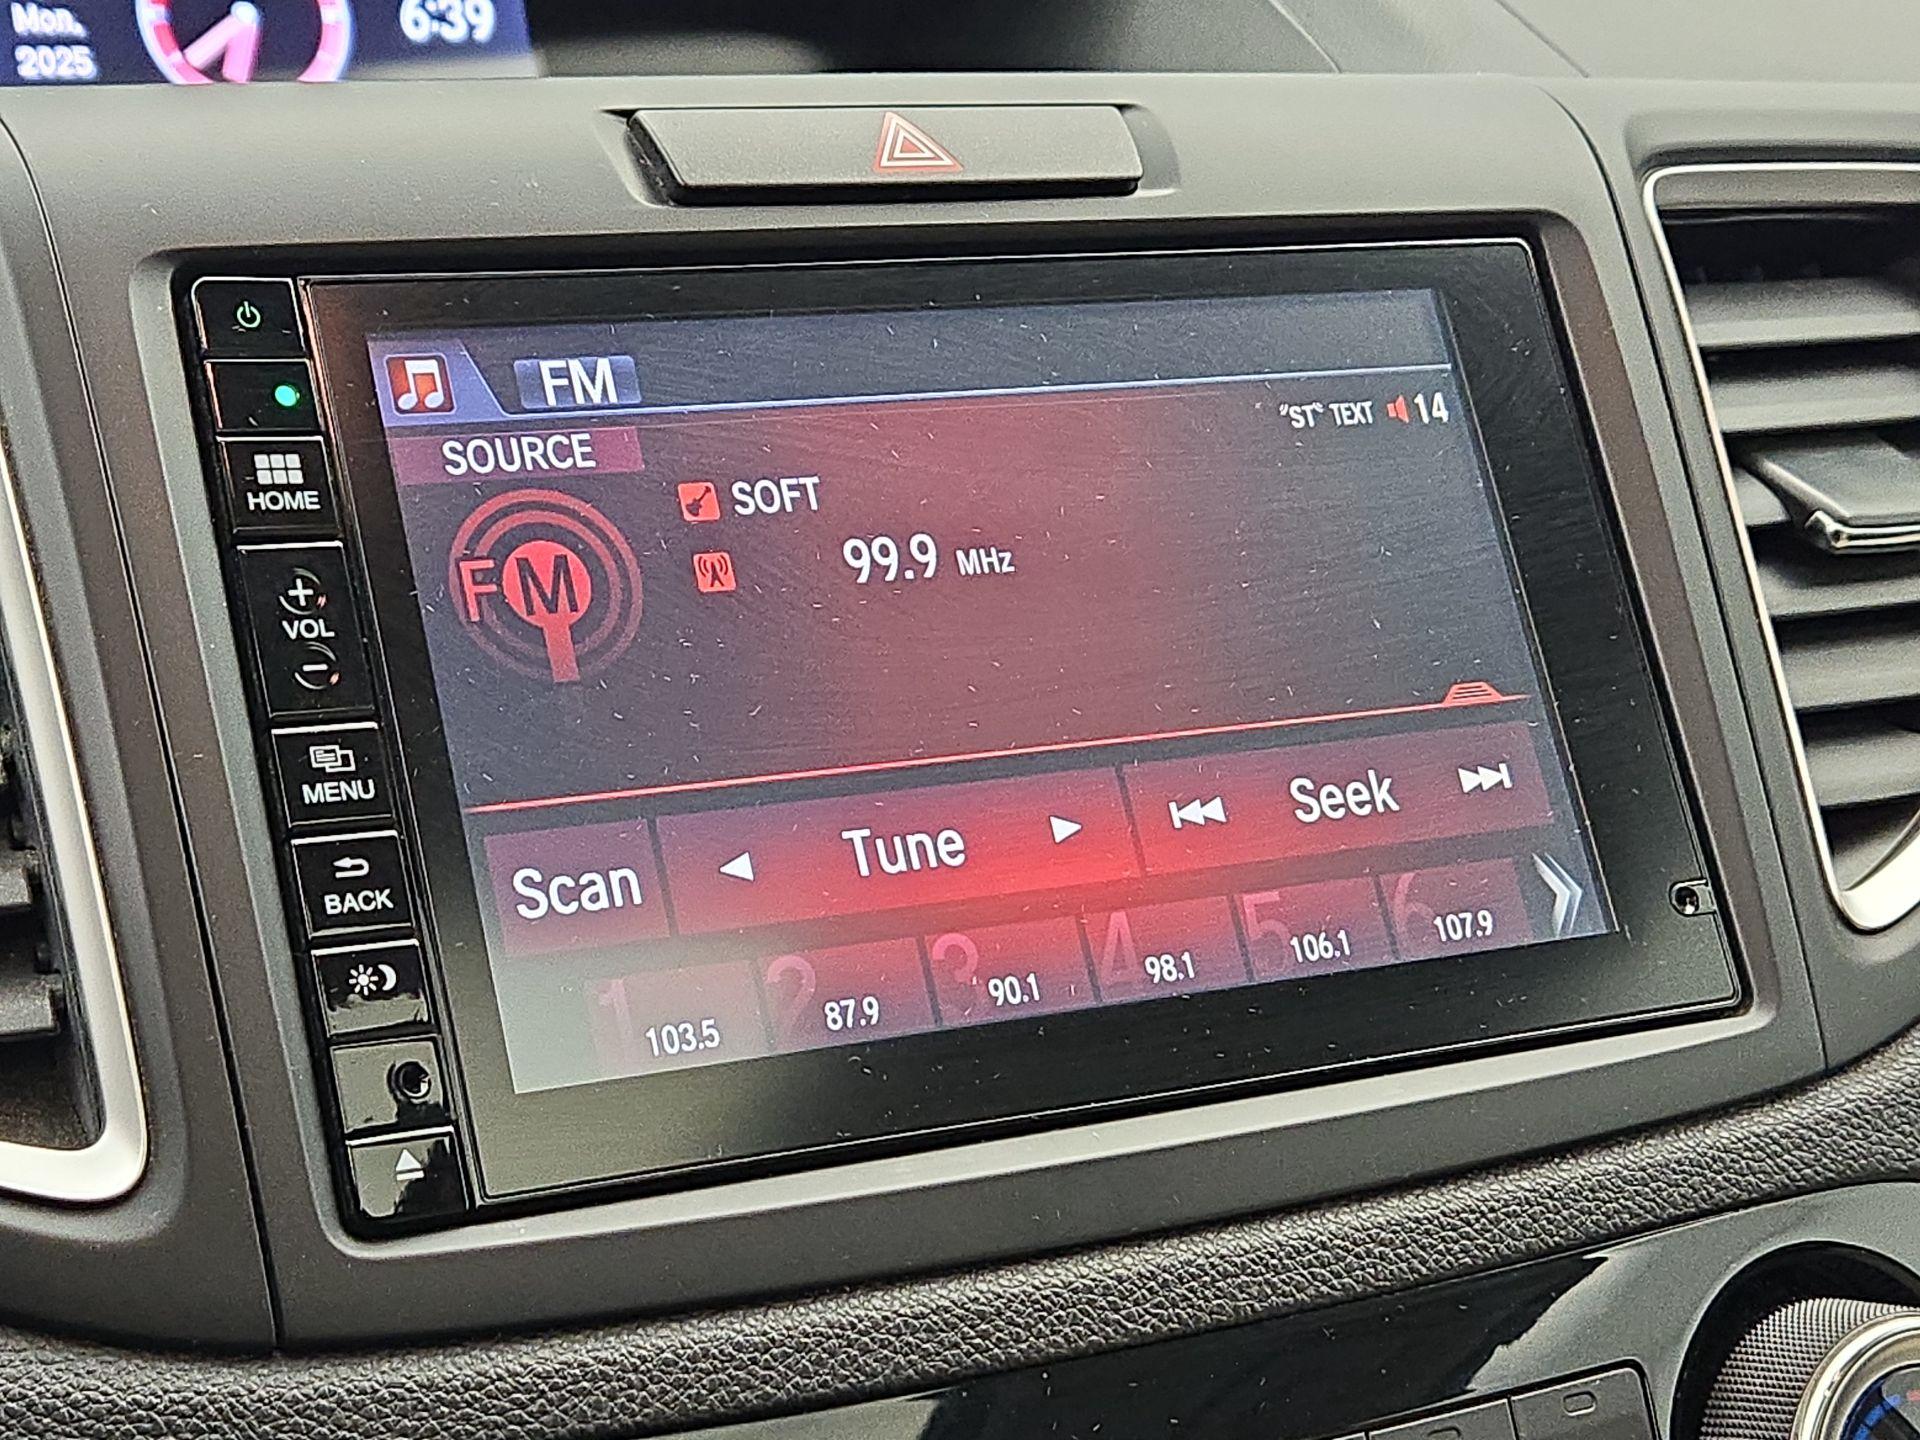 Mon,
2025
6:39
FM
"ST" TEXT 14
SOURCE
FM
SOFT
99.9 MHz
HOME
+
VOL
−
MENU
BACK
Scan
Tune
Seek
1 103.5
2 87.9
3 90.1
4 98.1
5 106.1
6 107.9